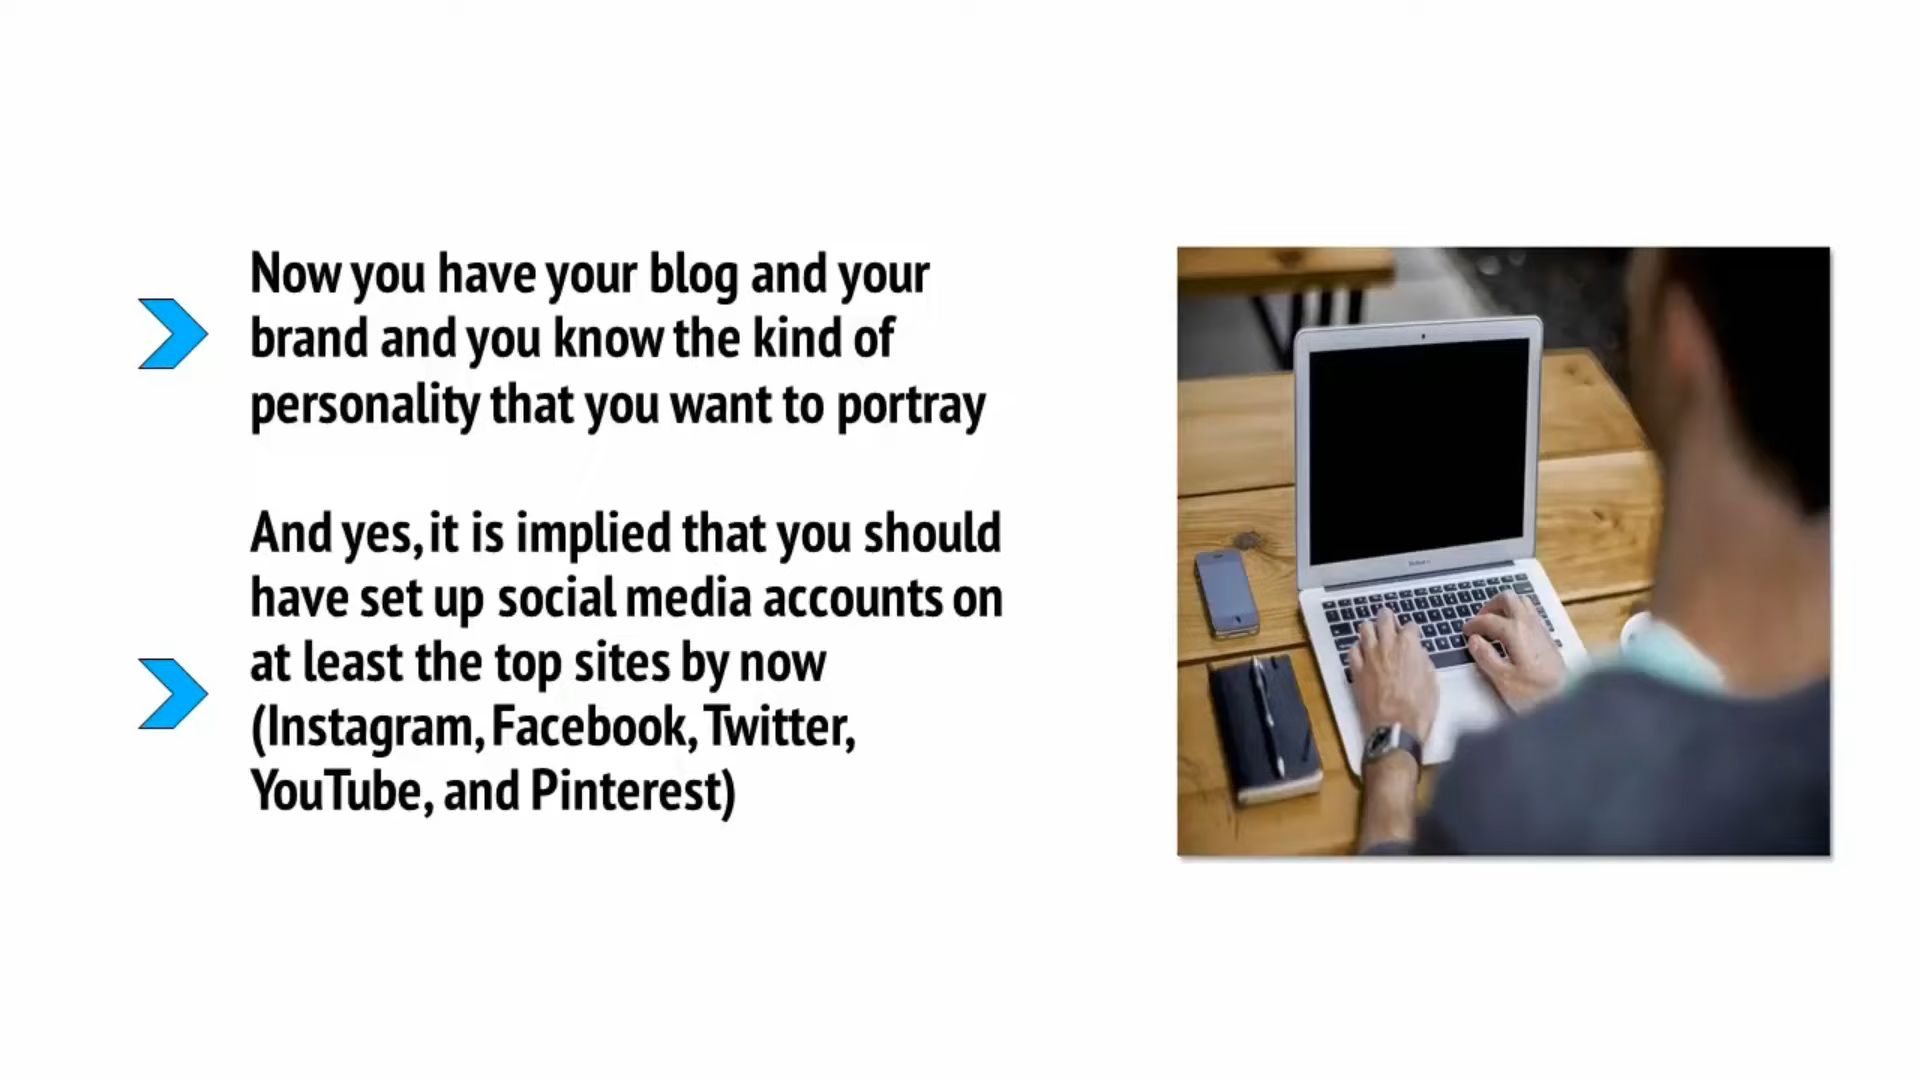 Now you have your blog and your
brand and you know the kind of
personality that you want to portray
And yes, it is implied that you should
have set up social media accounts on
at least the top sites by now
(Instagram, Facebook, Twitter,
YouTube, and Pinterest)